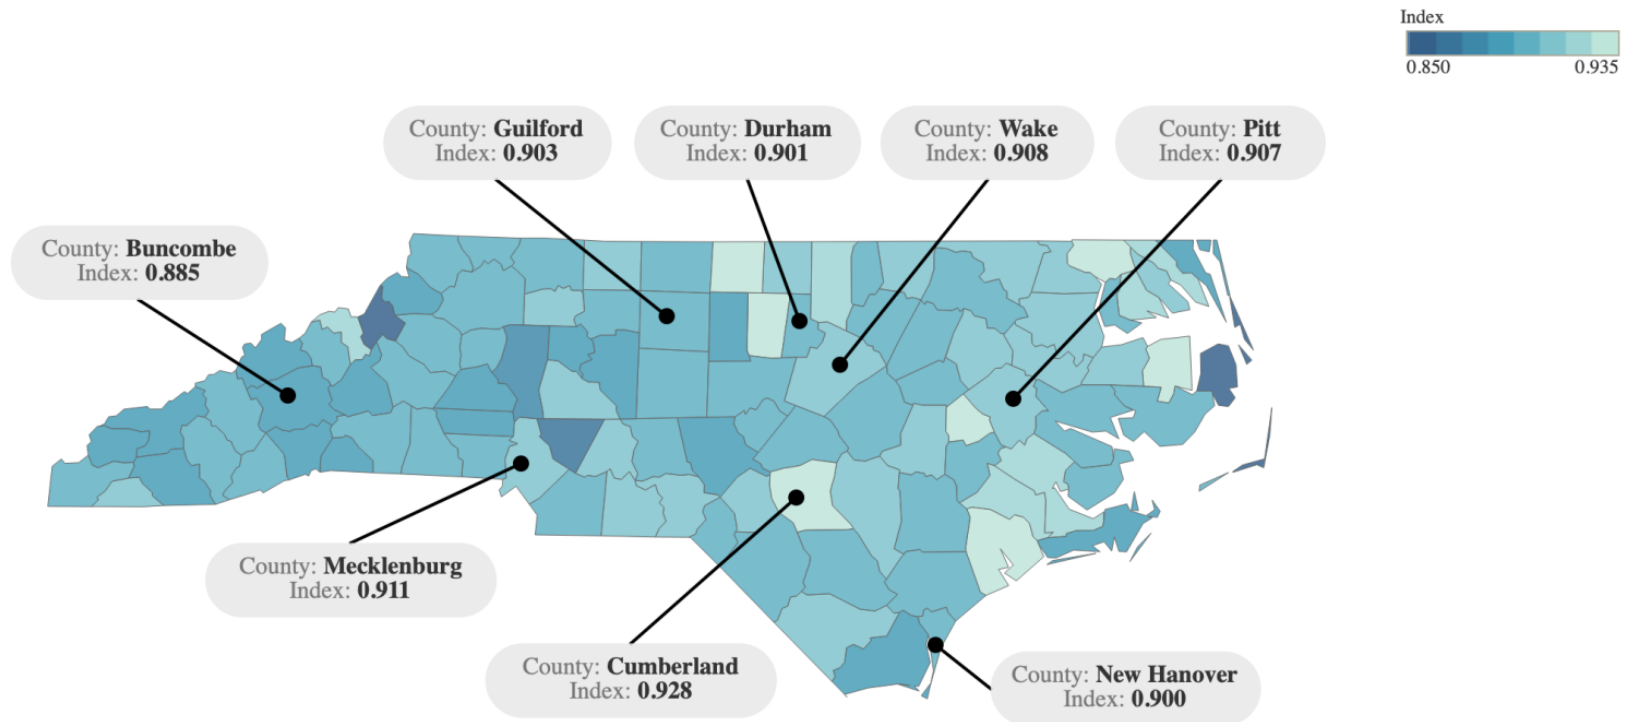 Index
0.850 0.935
County: Guilford
Index: 0.903
County: Durham
Index: 0.901
County: Wake
Index: 0.908
County: Pitt
Index: 0.907
County: Buncombe
Index: 0.885
County: Mecklenburg
Index: 0.911
County: Cumberland
Index: 0.928
County: New Hanover
Index: 0.900